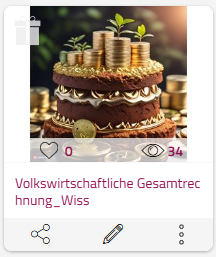 0
34
Volkswirtschaftliche Gesamtrec
hnung_Wiss